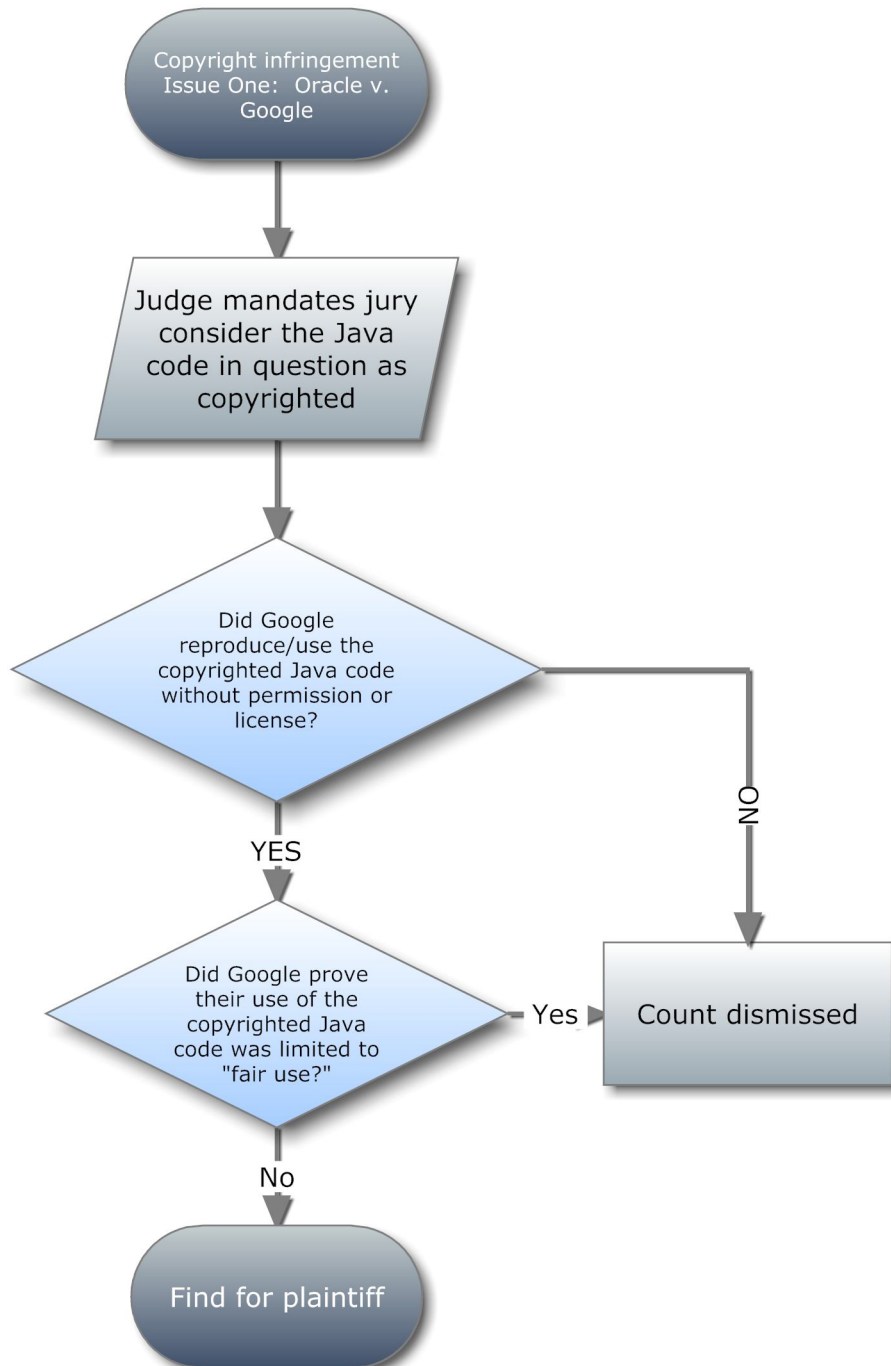 Copyright infringement
Issue One:  Oracle v.
Google
Judge mandates jury
consider the Java
code in question as
copyrighted
Did Google
reproduce/use the
copyrighted Java code
without permission or
license?
NO
YES
Did Google prove
their use of the
copyrighted Java
code was limited to
"fair use?"
Yes
Count dismissed
No
Find for plaintiff